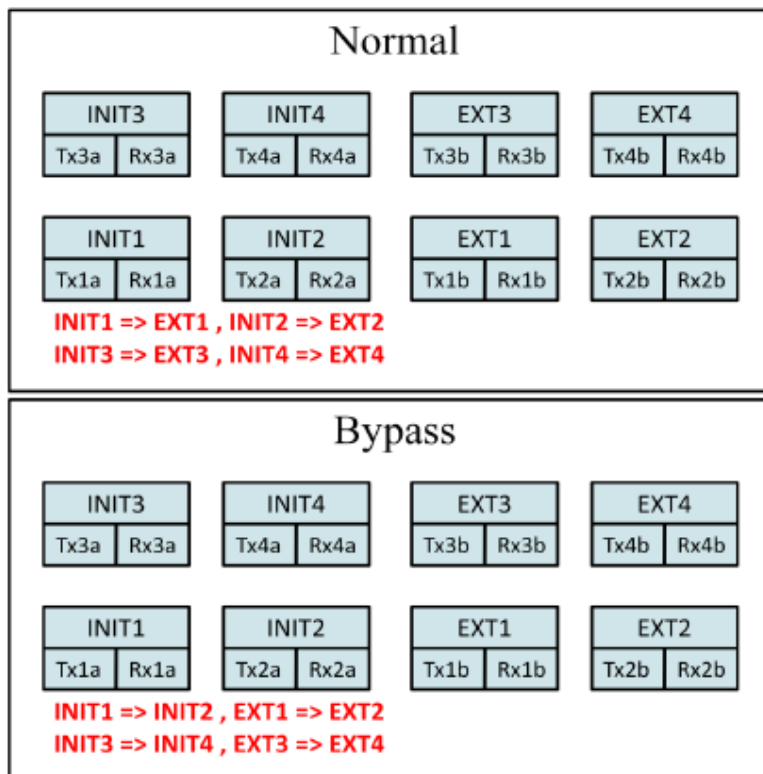 Normal
INIT3 INIT4 EXT3 EXT4
Tx3a Rx3a Tx4a Rx4a Tx3b Rx3b Tx4b Rx4b
INIT1 INIT2 EXT1 EXT2
Tx1a Rx1a Tx2a Rx2a Tx1b Rx1b Tx2b Rx2b
INIT1 => EXT1 , INIT2 => EXT2
INIT3 => EXT3 , INIT4 => EXT4
Bypass
INIT3 INIT4 EXT3 EXT4
Tx3a Rx3a Tx4a Rx4a Tx3b Rx3b Tx4b Rx4b
INIT1 INIT2 EXT1 EXT2
Tx1a Rx1a Tx2a Rx2a Tx1b Rx1b Tx2b Rx2b
INIT1 => INIT2 , EXT1 => EXT2
INIT3 => INIT4 , EXT3 => EXT4